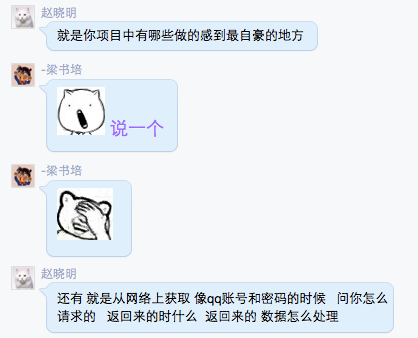 赵晓明
就是你项目中有哪些做的感到最自豪的地方
-梁书培
说一个
-梁书培
赵晓明
还有 就是从网络上获取 像qq账号和密码的时候 问你怎么
请求的 返回来的时什么 返回来的 数据怎么处理